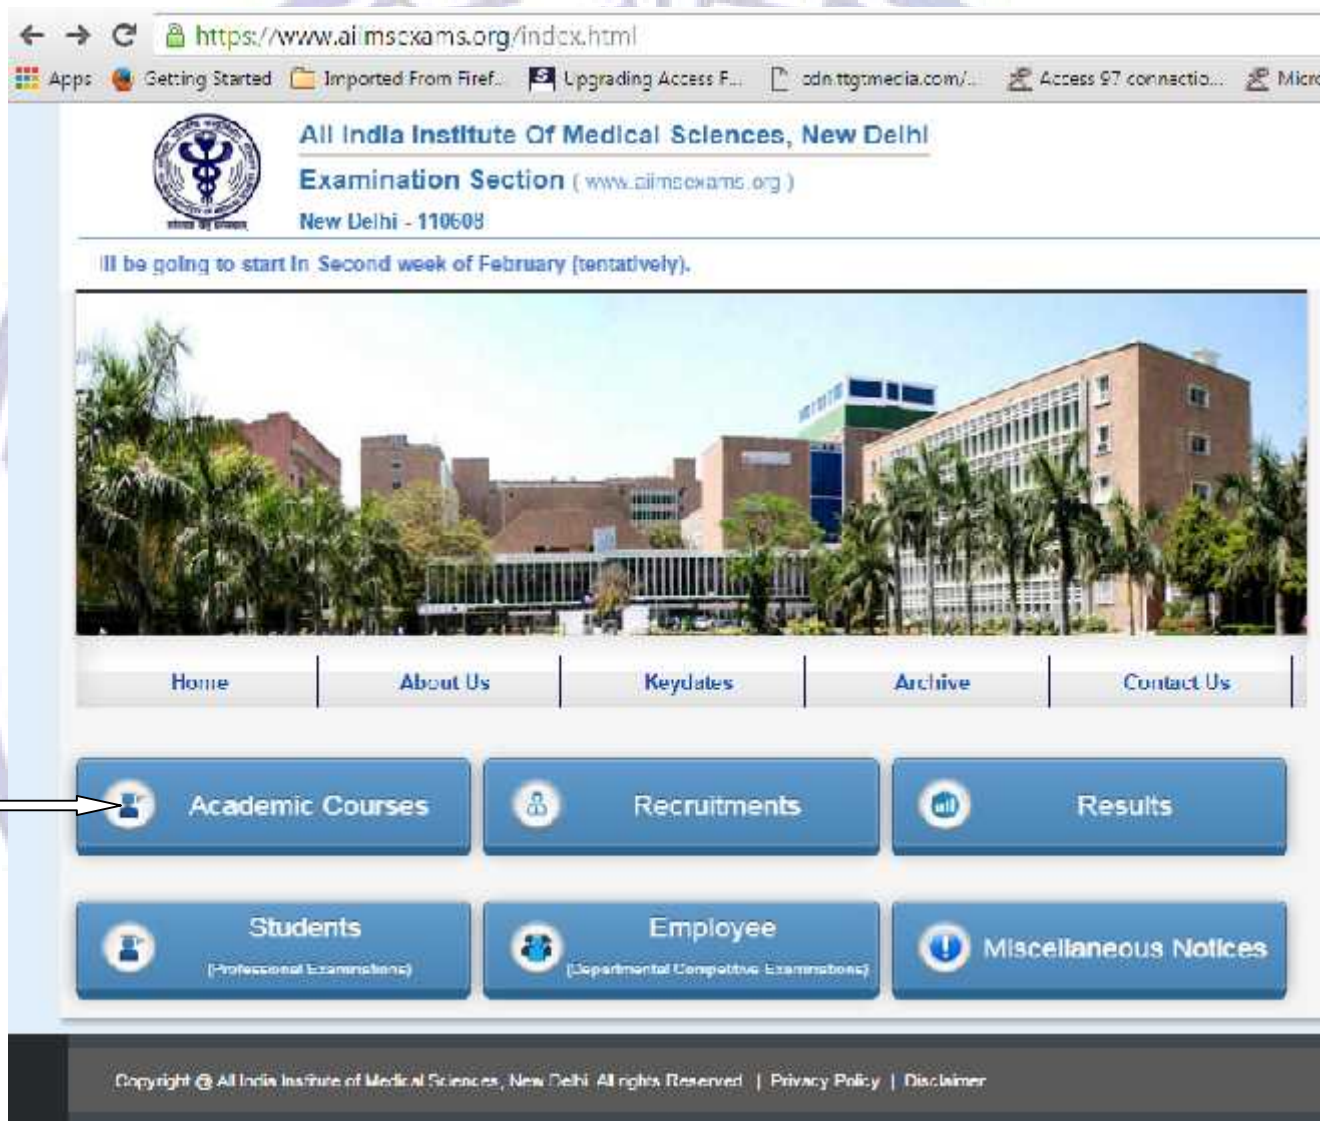 https://www.aiimsexams.org/index.html
Apps Getting Started Imported From Firef... Upgrading Access F... cdn.ttgtmedia.com/... Access 97 connectio... Micro
All India Institute Of Medical Sciences, New Delhi
Examination Section ( www.aiimsexams.org )
New Delhi - 110608
ll be going to start in Second week of February (tentatively).
Home About Us Keydates Archive Contact Us
Academic Courses Recruitments Results
Students Employee Miscellaneous Notices
(Professional Examinations) (Departmental Competitive Examinations)
Copyright @ All India Institute of Medical Sciences, New Delhi. All rights Reserved. | Privacy Policy | Disclaimer